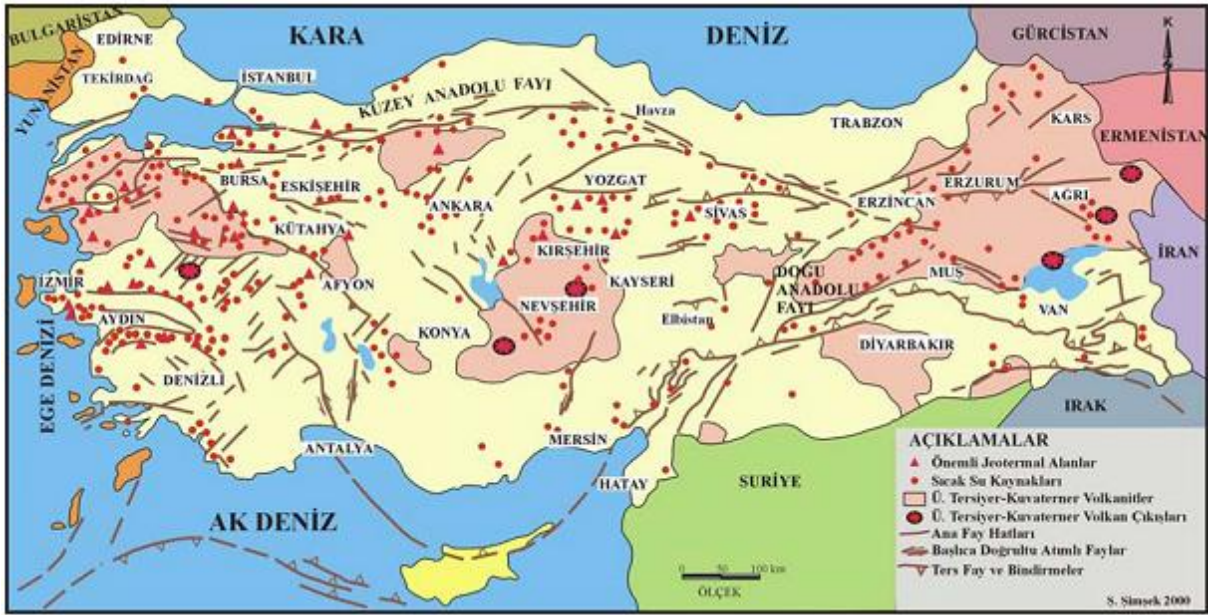 BULGARİSTAN
EDİRNE
TEKİRDAĞ
YUNANİSTAN
İSTANBUL
KARA
DENİZ
GÜRCİSTAN
K
KUZEY ANADOLU FAYI
Havza
TRABZON
KARS
ERMENİSTAN
BURSA
ESKİŞEHİR
ANKARA
YOZGAT
SİVAS
ERZİNCAN
ERZURUM
AĞRI
KÜTAHYA
KIRŞEHİR
İRAN
İZMİR
AFYON
KAYSERİ
DOĞU
ANADOLU
FAYI
MUŞ
NEVŞEHİR
VAN
AYDIN
KONYA
Elbistan
DİYARBAKIR
EGE DENİZİ
DENİZLİ
ANTALYA
MERSİN
HATAY
IRAK
SURİYE
AK DENİZ
AÇIKLAMALAR
Önemli Jeotermal Alanlar
Sıcak Su Kaynakları
Ü. Tersiyer-Kuvaterner Volkanitler
Ü. Tersiyer-Kuvaterner Volkan Çıkışları
Ana Fay Hatları
Başlıca Doğrultu Atımlı Faylar
Ters Fay ve Bindirmeler
0 50 100 km
ÖLÇEK
Ş. Şimşek 2000